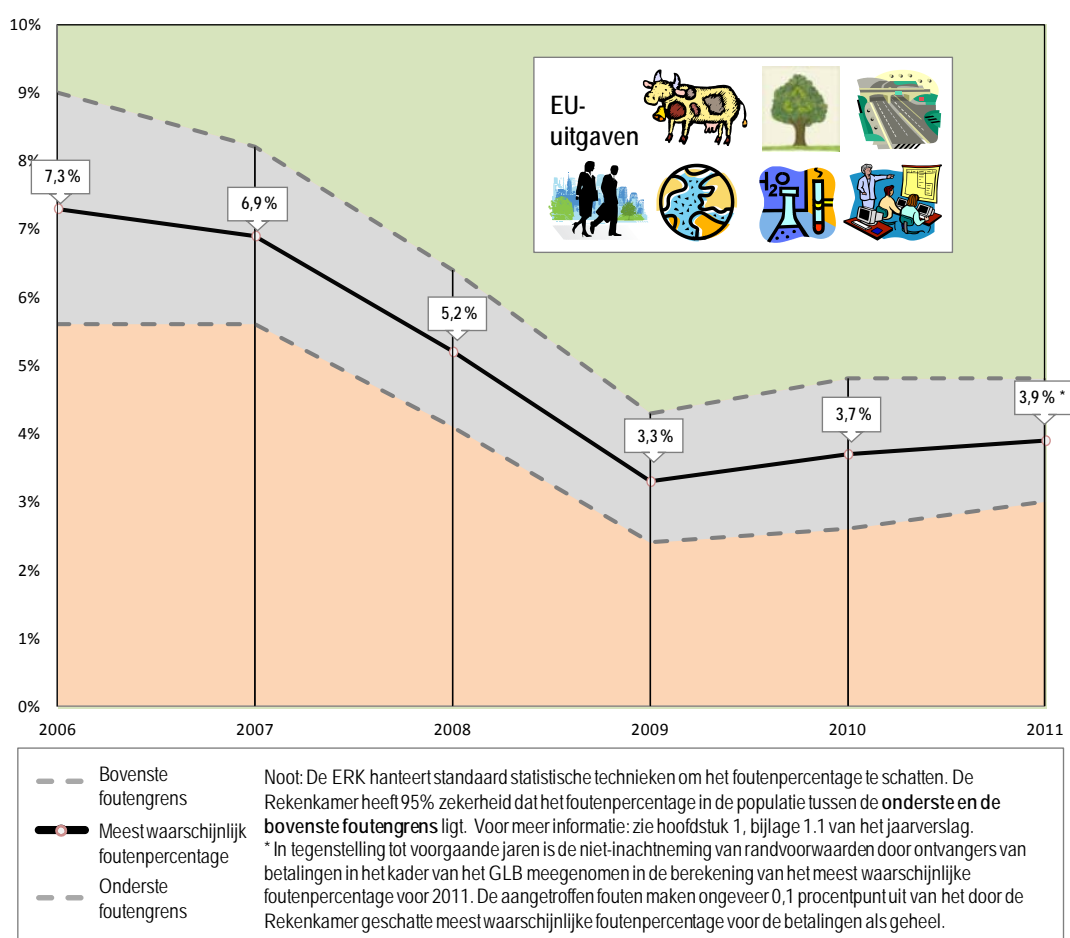 10%
9%
8%
7%
6%
5%
4%
3%
2%
1%
0%
EU-
uitgaven
H2O
7,3 %
6,9 %
5,2 %
3,3 %
3,7 %
3,9 % *
2006
2007
2008
2009
2010
2011
Bovenste
foutengrens
Meest waarschijnlijk
foutenpercentage
Onderste
foutengrens
Noot: De ERK hanteert standaard statistische technieken om het foutenpercentage te schatten. De
Rekenkamer heeft 95% zekerheid dat het foutenpercentage in de populatie tussen de onderste en de
bovenste foutengrens ligt. Voor meer informatie: zie hoofdstuk 1, bijlage 1.1 van het jaarverslag.
* In tegenstelling tot voorgaande jaren is de niet-inachtneming van randvoorwaarden door ontvangers van
betalingen in het kader van het GLB meegenomen in de berekening van het meest waarschijnlijke
foutenpercentage voor 2011. De aangetroffen fouten maken ongeveer 0,1 procentpunt uit van het door de
Rekenkamer geschatte meest waarschijnlijke foutenpercentage voor de betalingen als geheel.